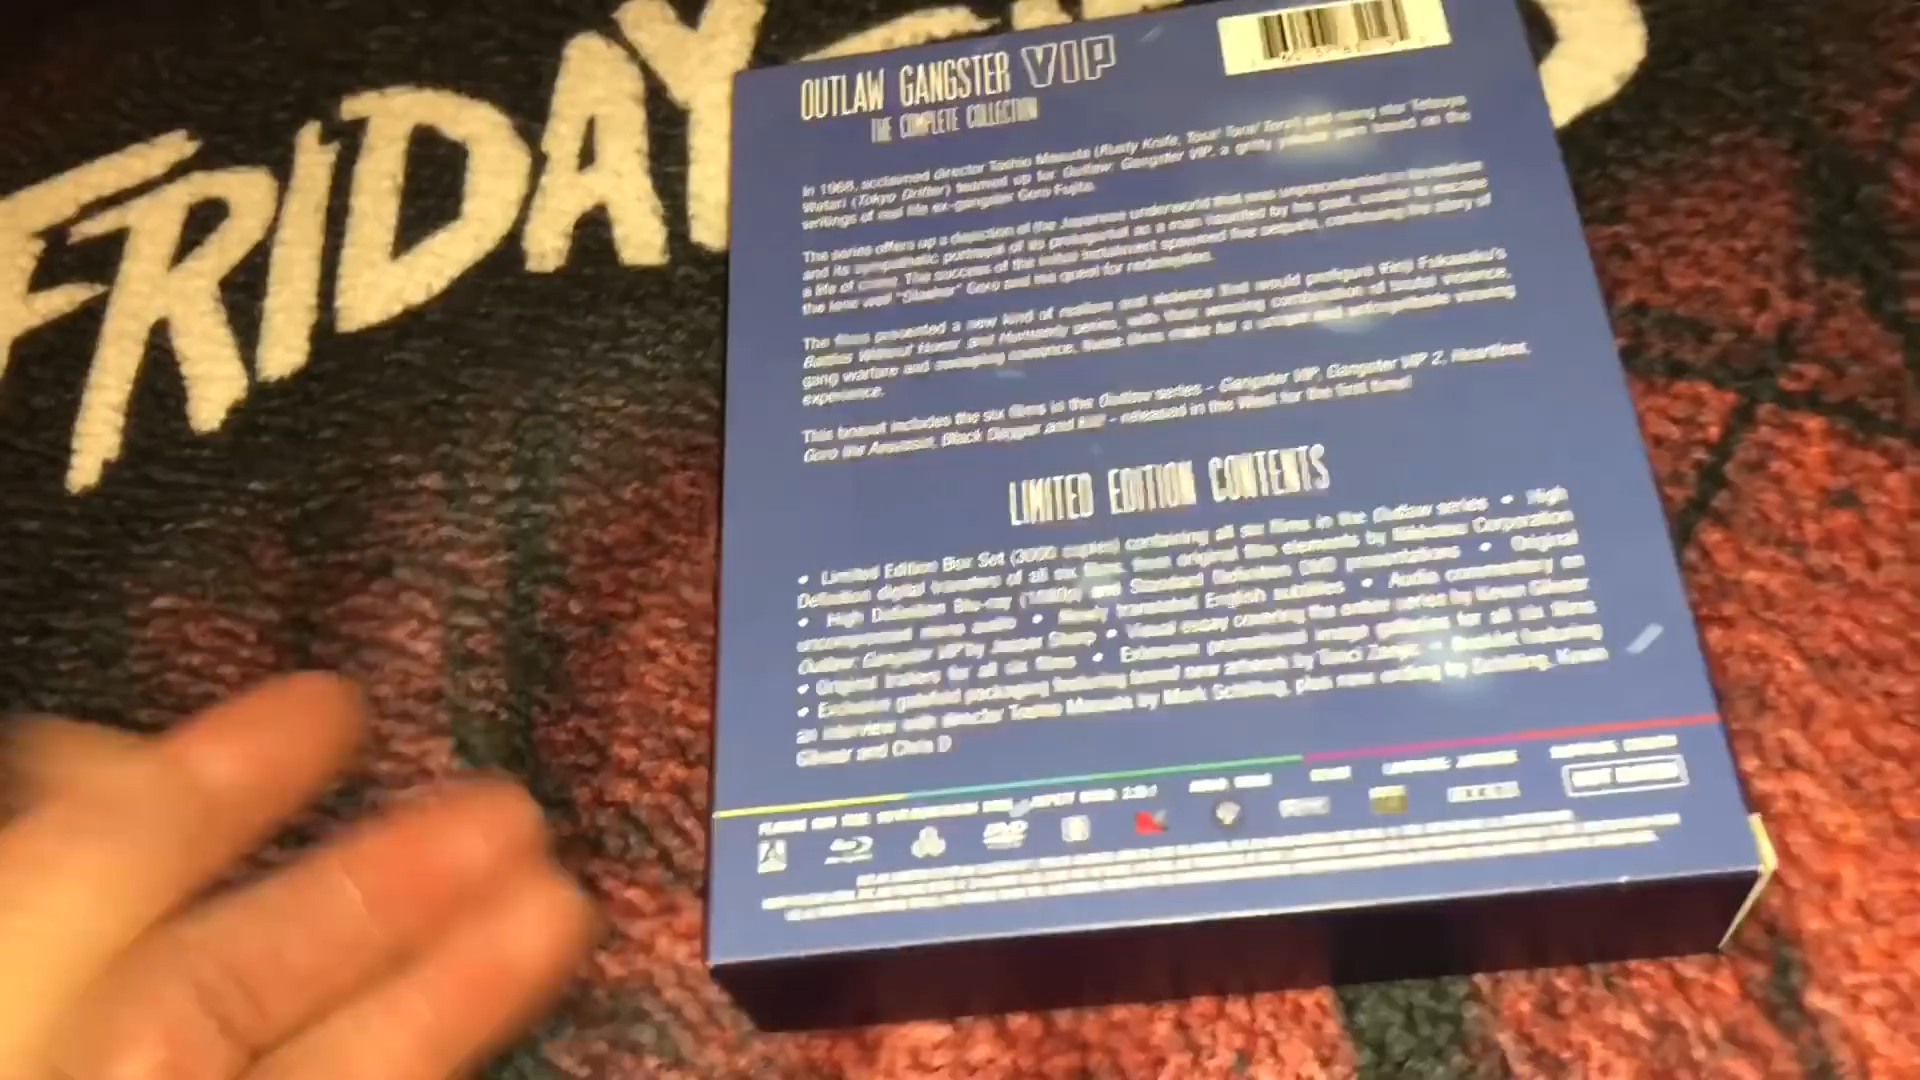 FRIDAY THE
OUTLAW GANGSTER VIP
THE COMPLETE COLLECTION
In 1968, acclaimed director Toshio Masuda (Rusty Knife, Tora! Tora! Tora!) and rising star Tetsuya
Watari (Tokyo Drifter) teamed up for Outlaw: Gangster VIP, a gritty yakuza yarn based on the
writings of real life ex-gangster Goro Fujita.
The series offers up a depiction of the Japanese underworld that was unprecedented in its realism
and its sympathetic portrayal of its protagonist as a man haunted by his past, unable to escape
a life of crime. The success of the initial installment spawned five sequels, continuing the story of
the lone wolf "Slasher" Goro and his quest for redemption.
The films presented a new kind of realism and violence that would prefigure Kinji Fukasaku's
Battles Without Honor and Humanity series, with their winning combination of brutal violence,
gang warfare and sweeping romance, these films make for a unique and unforgettable viewing
experience.
This boxset includes the six films in the Outlaw series - Gangster VIP, Gangster VIP 2, Heartless,
Goro the Assassin, Black Dagger and Kill! - released in the West for the first time!
LIMITED EDITION CONTENTS
• Limited Edition Box Set (3000 copies) containing all six films in the Outlaw series • High
Definition digital transfers of all six films, from original film elements by Nikkatsu Corporation
• High Definition Blu-ray (1080p) and Standard Definition DVD presentations • Original
uncompressed mono audio • Newly translated English subtitles • Audio commentary on
Outlaw: Gangster VIP by Jasper Sharp • Visual essay covering the entire series by Kevin Gilvear
• Original trailers for all six films • Extensive promotional image galleries for all six films
• Exclusive gatefold packaging featuring brand new artwork by Tonci Zonjic • Booklet featuring
an interview with director Toshio Masuda by Mark Schilling, plus new writing by Schilling, Kevin
Gilvear and Chris D